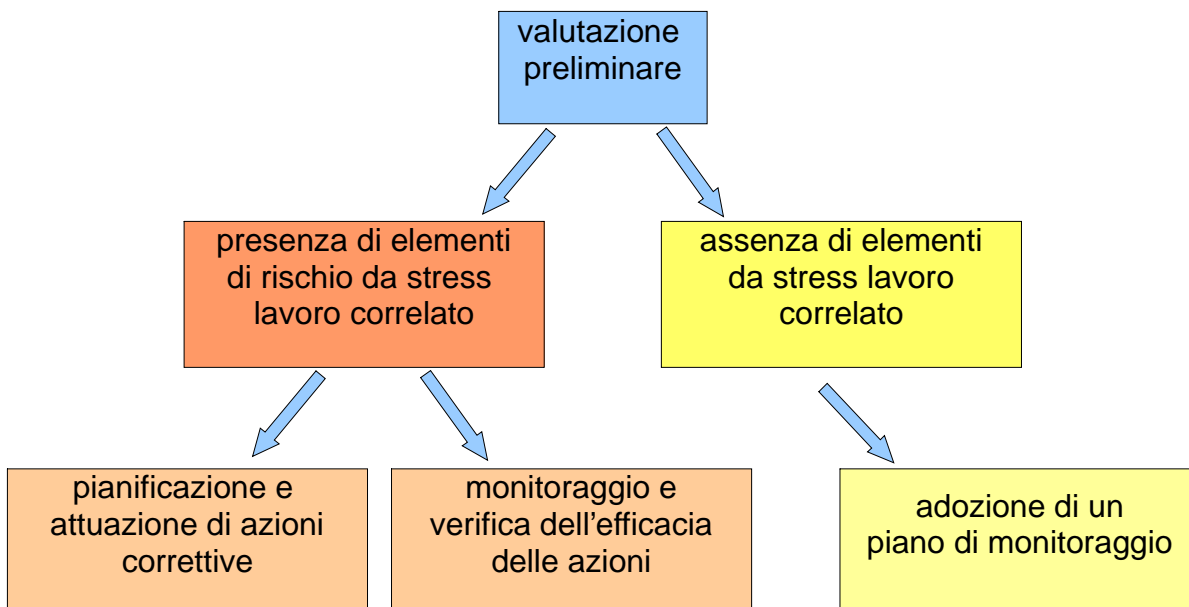 valutazione
preliminare
presenza di elementi
di rischio da stress
lavoro correlato
assenza di elementi
da stress lavoro
correlato
pianificazione e
attuazione di azioni
correttive
monitoraggio e
verifica dell’efficacia
delle azioni
adozione di un
piano di monitoraggio